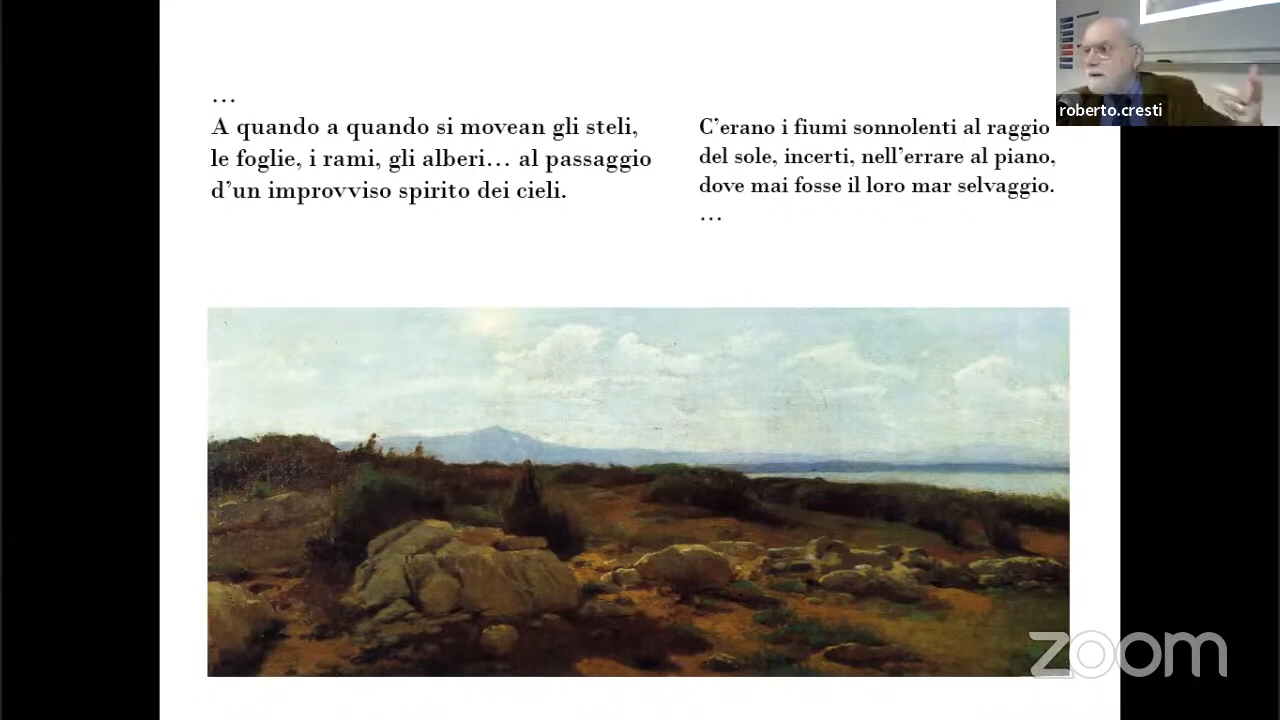 …
A quando a quando si movean gli steli,
le foglie, i rami, gli alberi… al passaggio
d’un improvviso spirito dei cieli.
C’erano i fiumi sonnolenti al raggio
del sole, incerti, nell’errare al piano,
dove mai fosse il loro mar selvaggio.
…
roberto.cresti
zoom